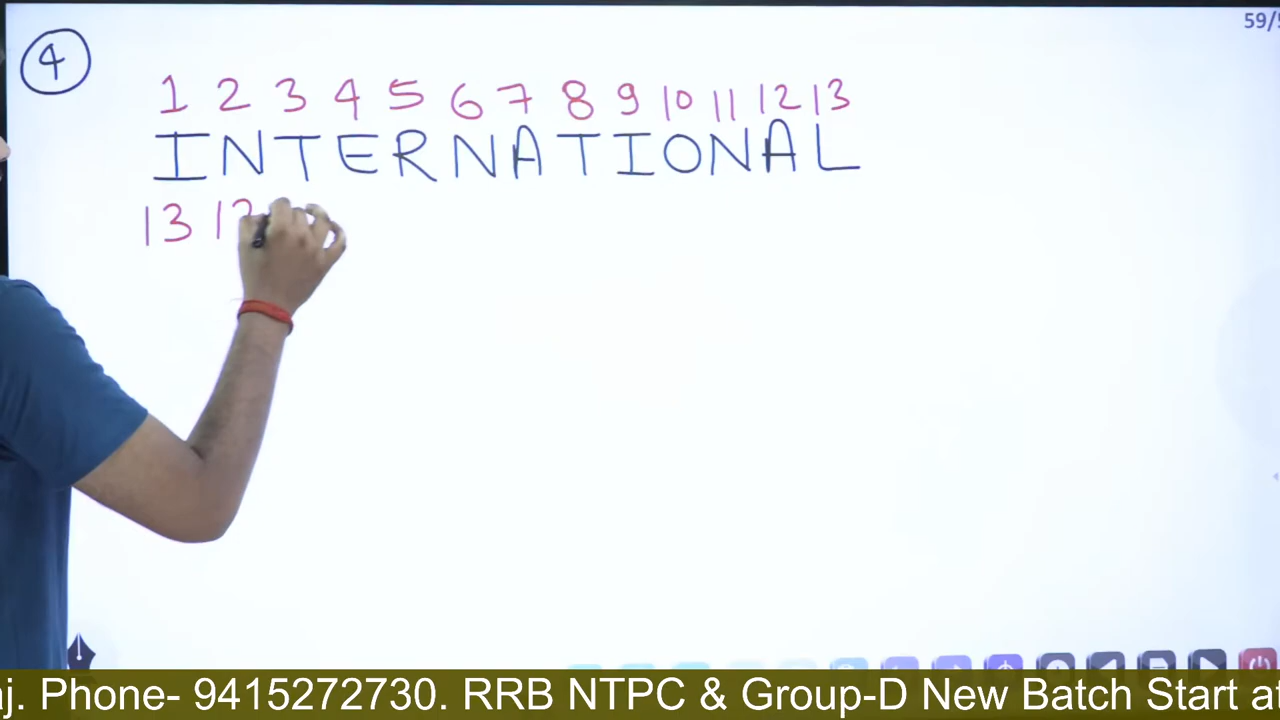 59/
4
1 2 3 4 5 6 7 8 9 10 11 12 13
INTERNATIONAL
13 12
j. Phone- 9415272730. RRB NTPC & Group-D New Batch Start at